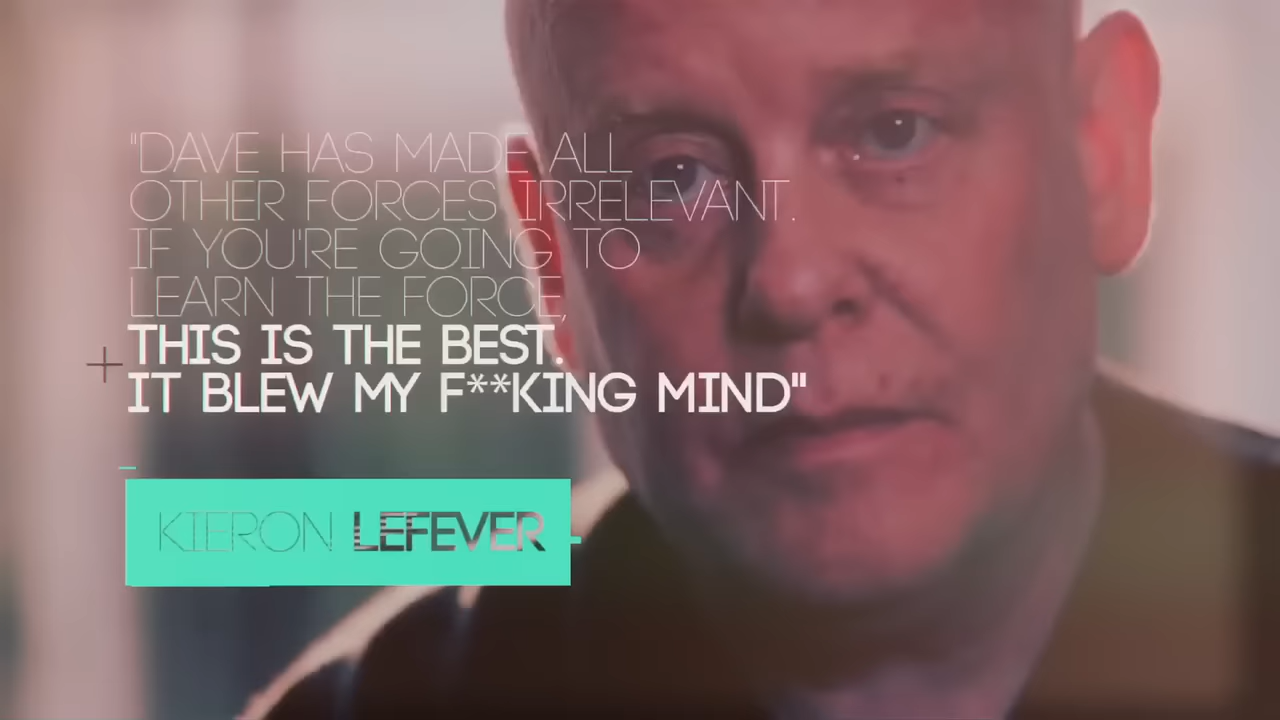 "DAVE HAS MADE ALL
OTHER FORCES IRRELEVANT.
IF YOU'RE GOING TO
LEARN THE FORCE,
THIS IS THE BEST.
IT BLEW MY F**KING MIND"
KIERON LEFEVER